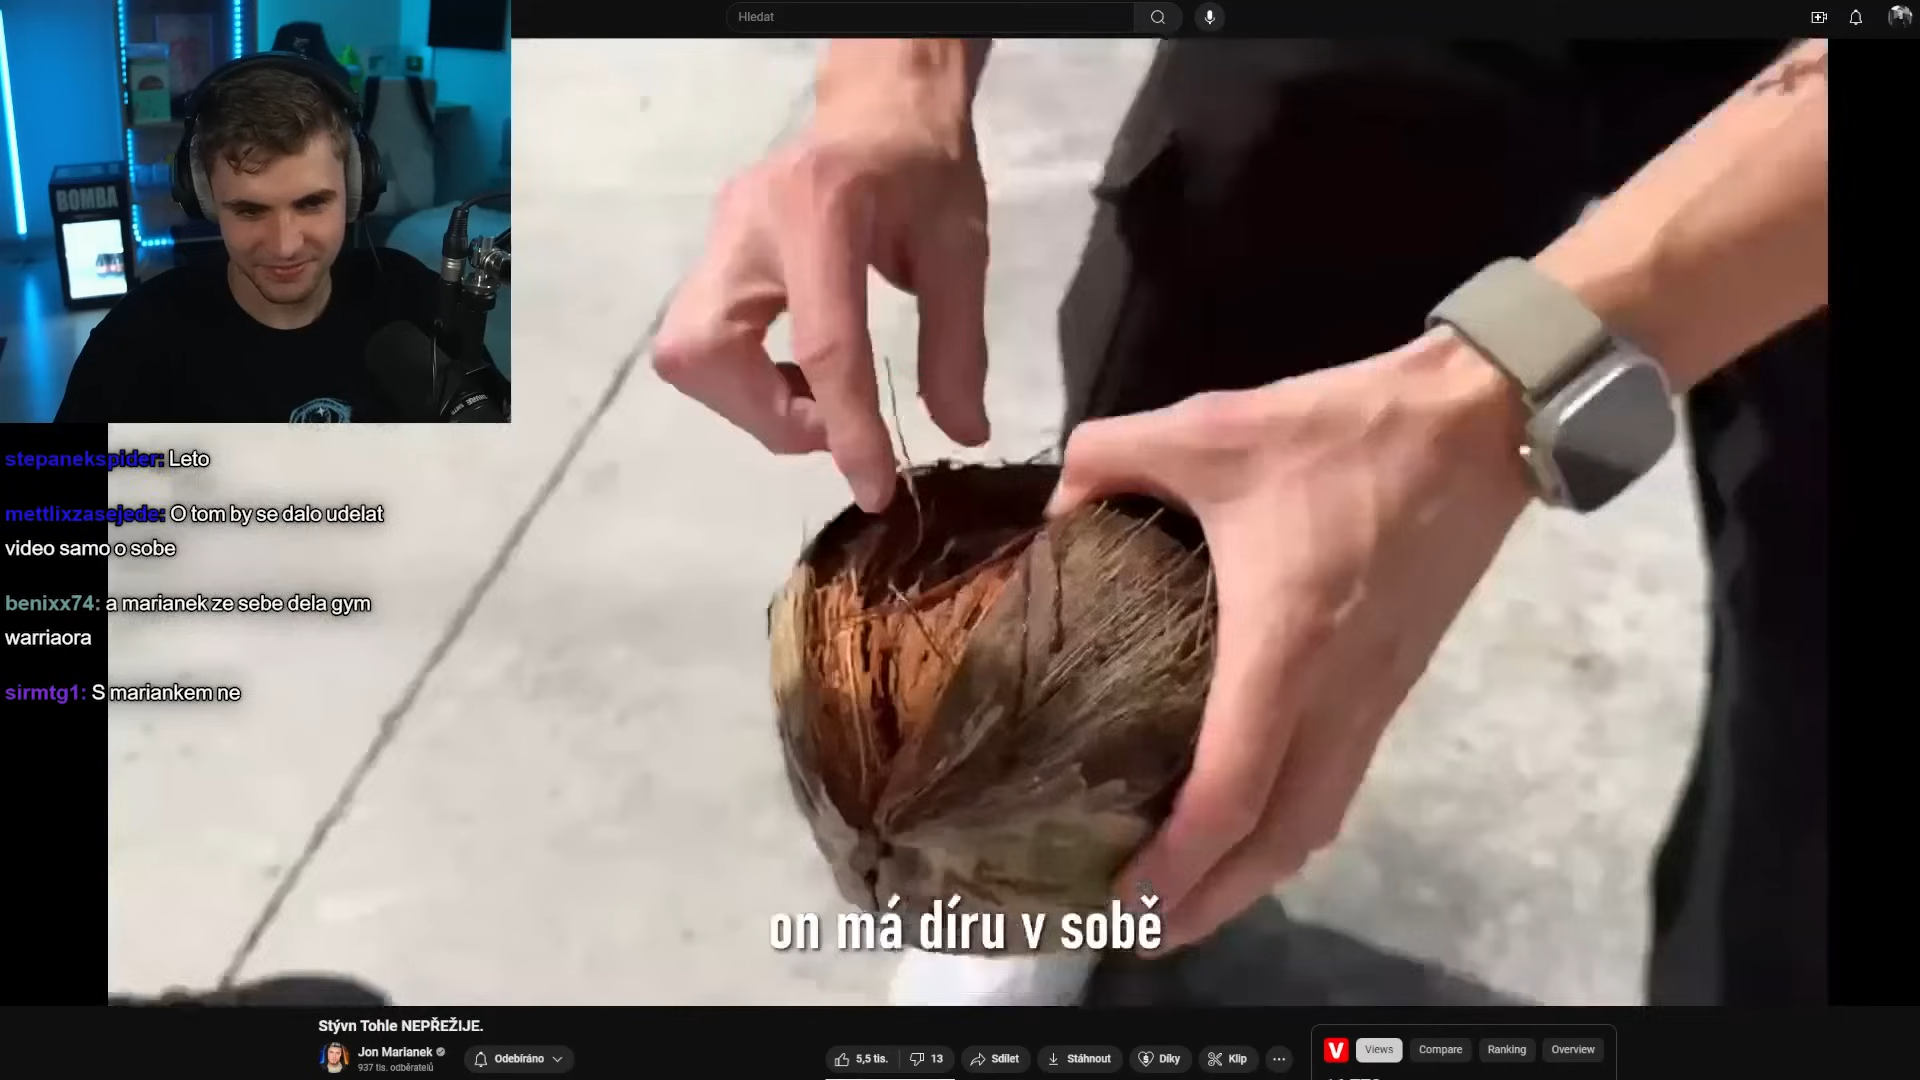 Hledat
BOMBA
stepanekspider: Leto
mettlixzasejede: O tom by se dalo udelat
video samo o sobe
benixx74: a marianek ze sebe dela gym
warriaora
sirmtg1: S mariankem ne
on má díru v sobě
Stývn Tohle NEPŘEŽIJE.
Jon Marianek
937 tis. odběratelů
Odebíráno
5,5 tis.
13
Sdílet
Stáhnout
Díky
Klip
Views
Compare
Ranking
Overview